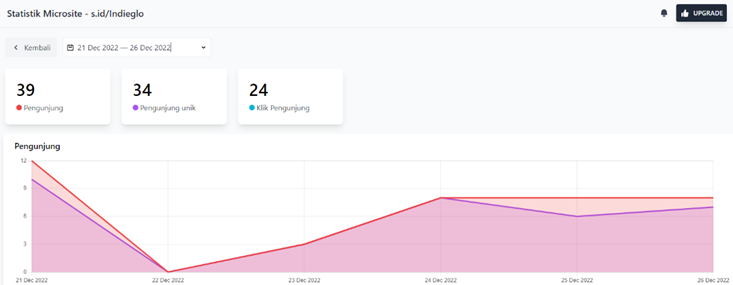 Statistik Microsite - s.id/Indieglo
UPGRADE
Kembali
21 Dec 2022 — 26 Dec 2022
39
Pengunjung
34
Pengunjung unik
24
Klik Pengunjung
Pengunjung
12
9
6
3
0
21 Dec 2022
22 Dec 2022
23 Dec 2022
24 Dec 2022
25 Dec 2022
26 Dec 2022